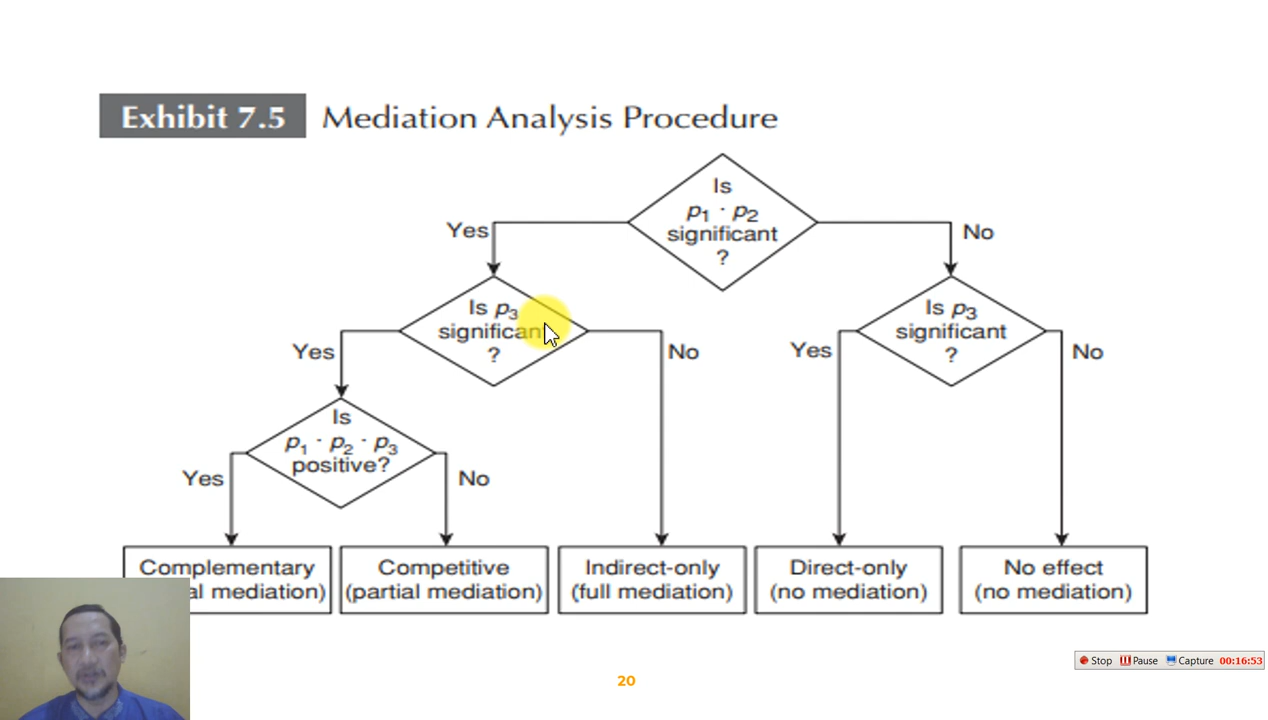 Exhibit 7.5 Mediation Analysis Procedure
Is
p1 · p2
significant
?
Yes
No
Is p3
significant
?
Is p3
significant
?
Yes
No
Yes
No
Is
p1 · p2 · p3
positive?
Yes
No
Complementary
al mediation)
Competitive
(partial mediation)
Indirect-only
(full mediation)
Direct-only
(no mediation)
No effect
(no mediation)
Stop Pause Capture 00:16:53
20